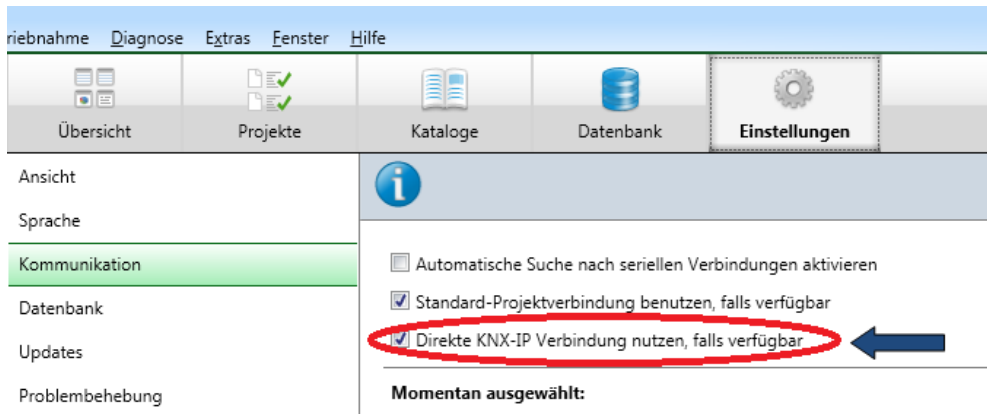 riebnahme Diagnose Extras Fenster Hilfe
Übersicht Projekte Kataloge Datenbank Einstellungen
Ansicht
Sprache
Kommunikation
Datenbank
Updates
Problembehebung
Automatische Suche nach seriellen Verbindungen aktivieren
Standard-Projektverbindung benutzen, falls verfügbar
Direkte KNX-IP Verbindung nutzen, falls verfügbar
Momentan ausgewählt: